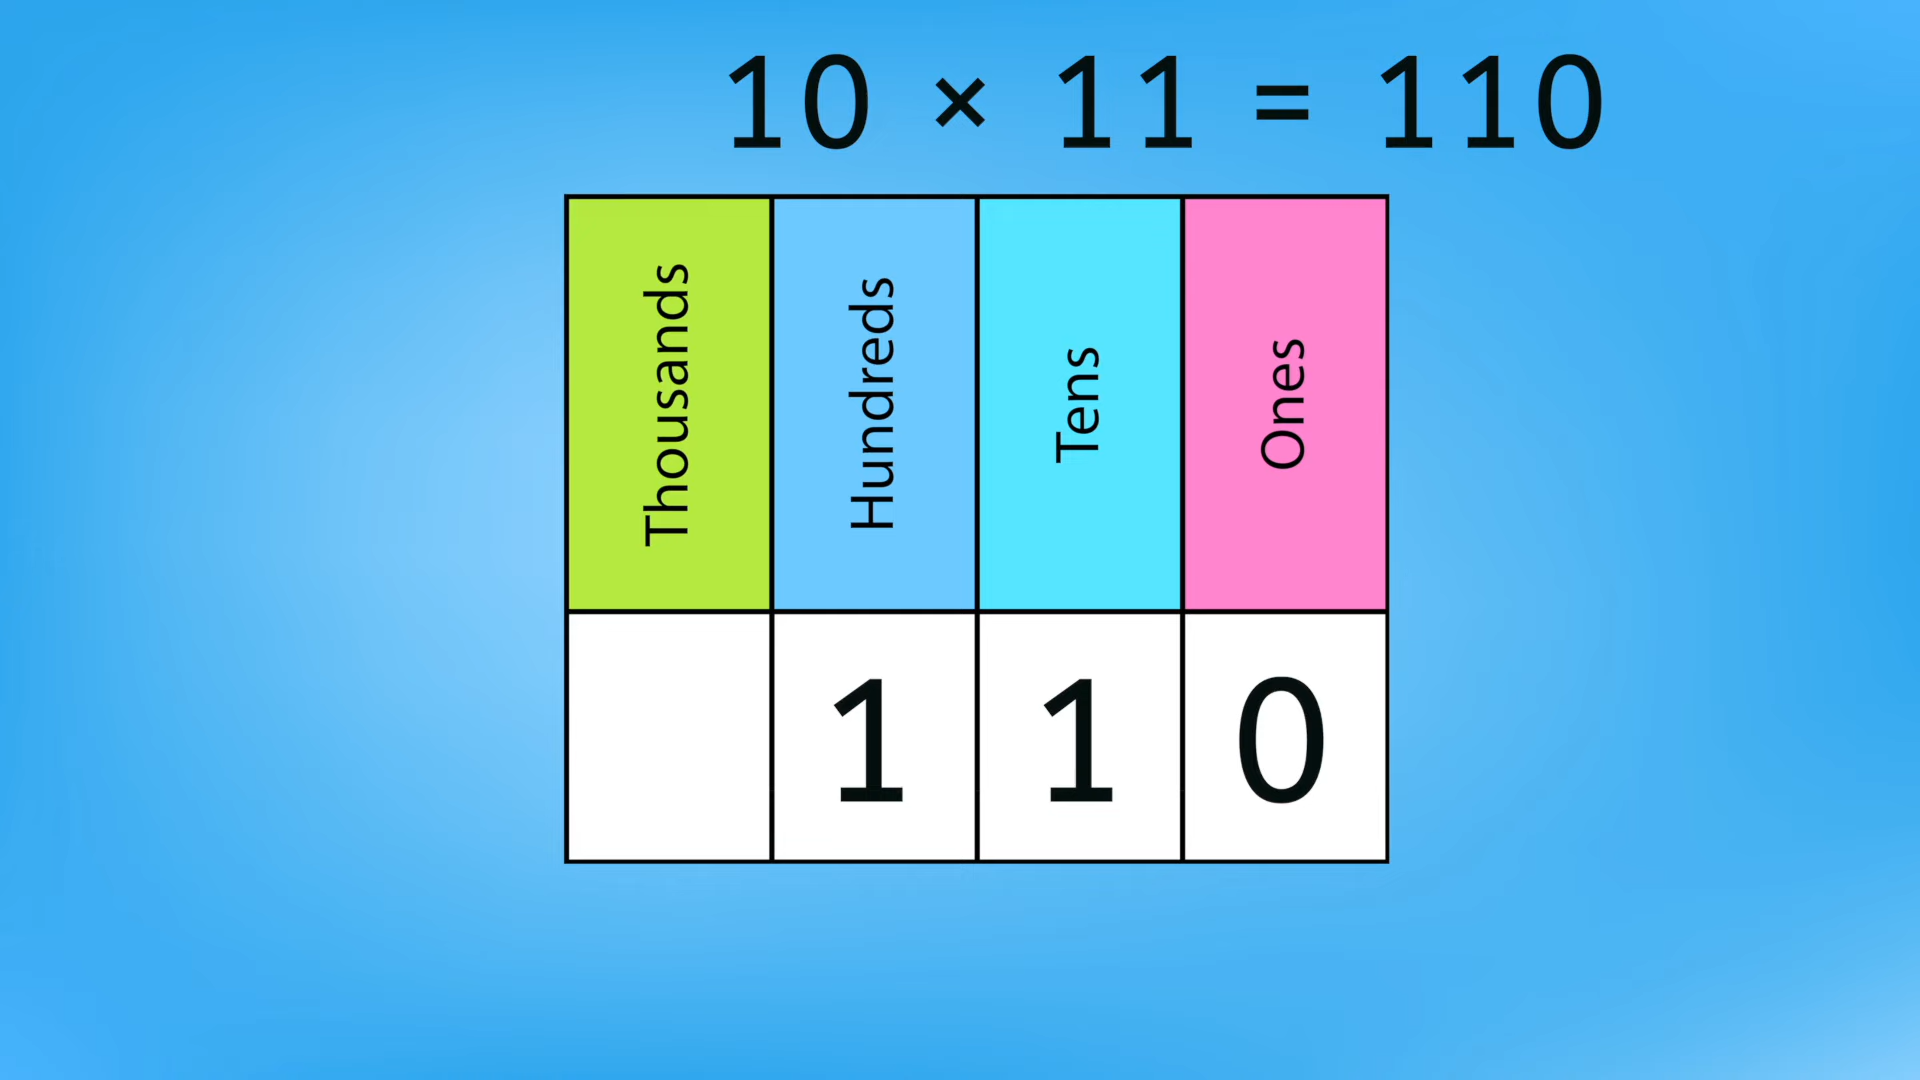 10 × 11 = 110
Thousands Hundreds Tens Ones
1 1 0